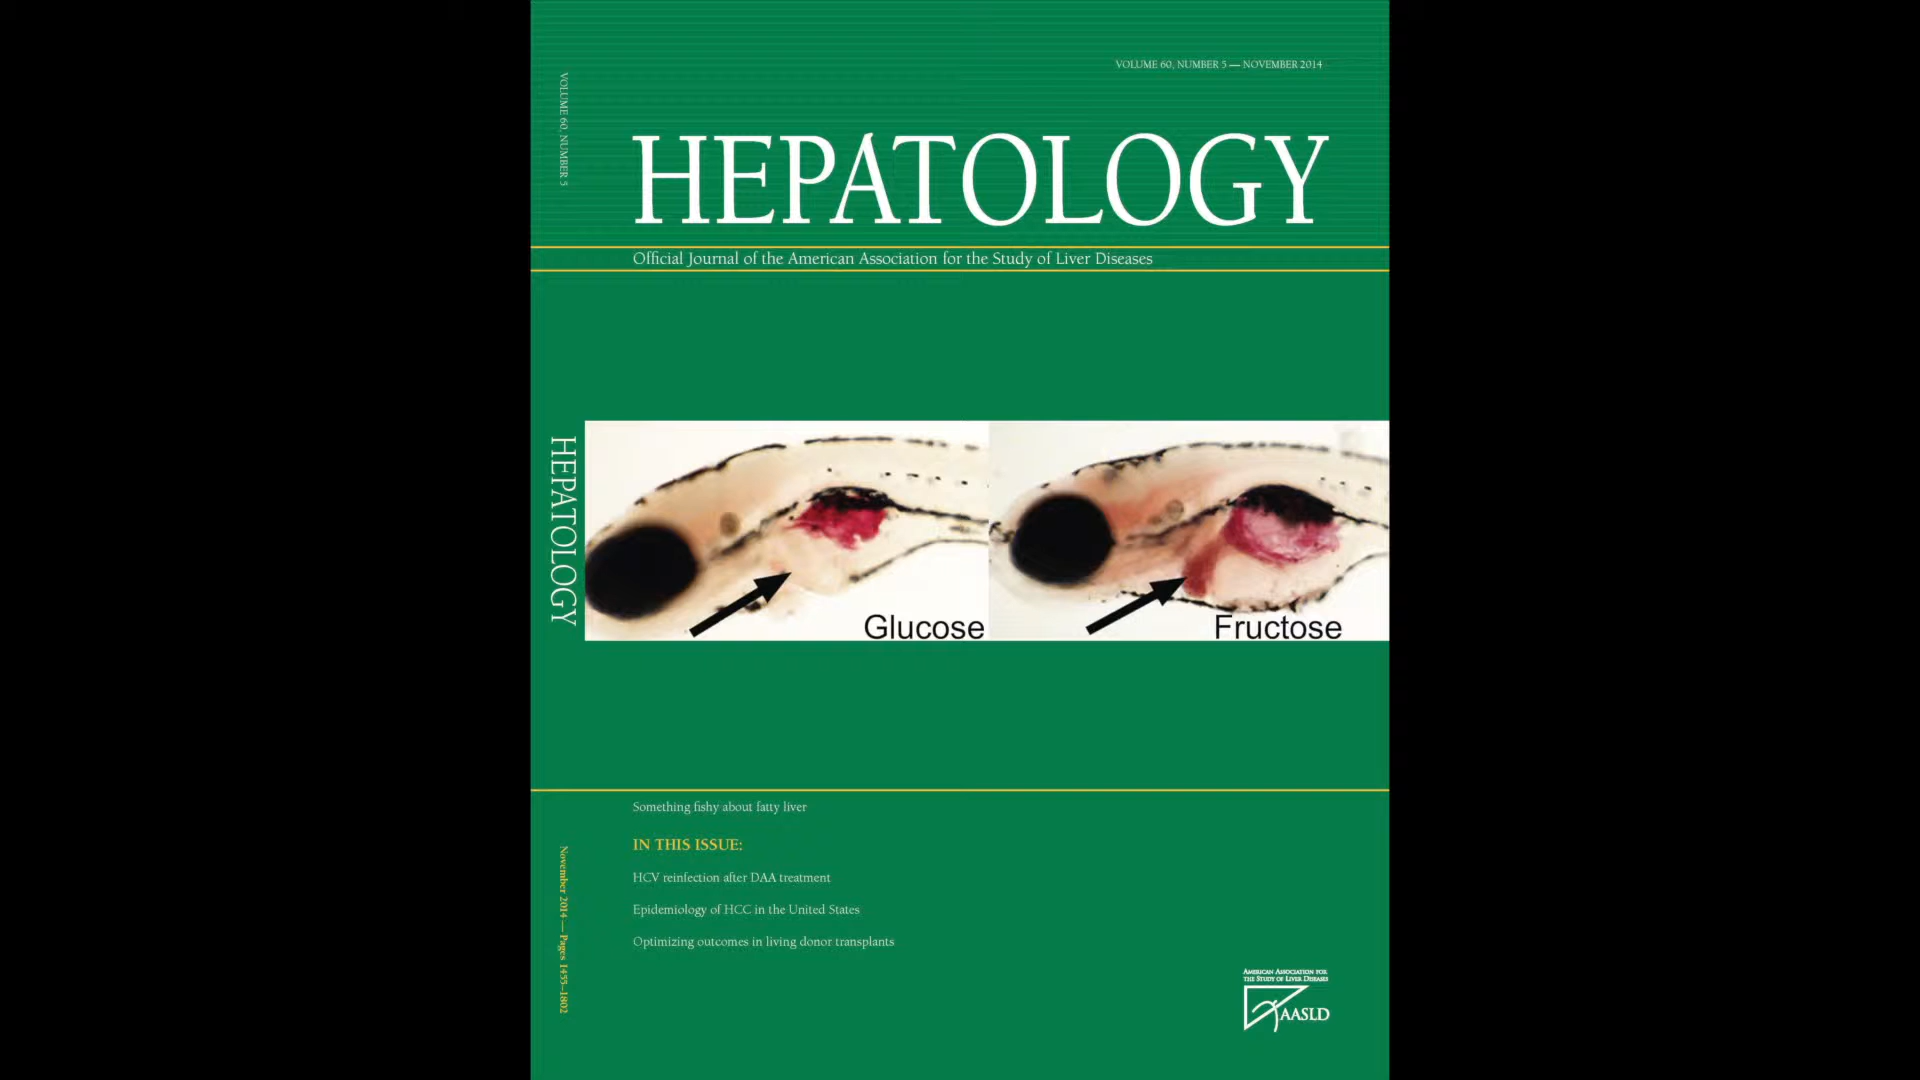 VOLUME 60, NUMBER 5 — NOVEMBER 2014
VOLUME 60, NUMBER 5
HEPATOLOGY
Official Journal of the American Association for the Study of Liver Diseases
HEPATOLOGY
Glucose
Fructose
Something fishy about fatty liver
IN THIS ISSUE:
HCV reinfection after DAA treatment
Epidemiology of HCC in the United States
Optimizing outcomes in living donor transplants
November 2014 — Pages 1455–1802
AMERICAN ASSOCIATION FOR
THE STUDY OF LIVER DISEASES
AASLD